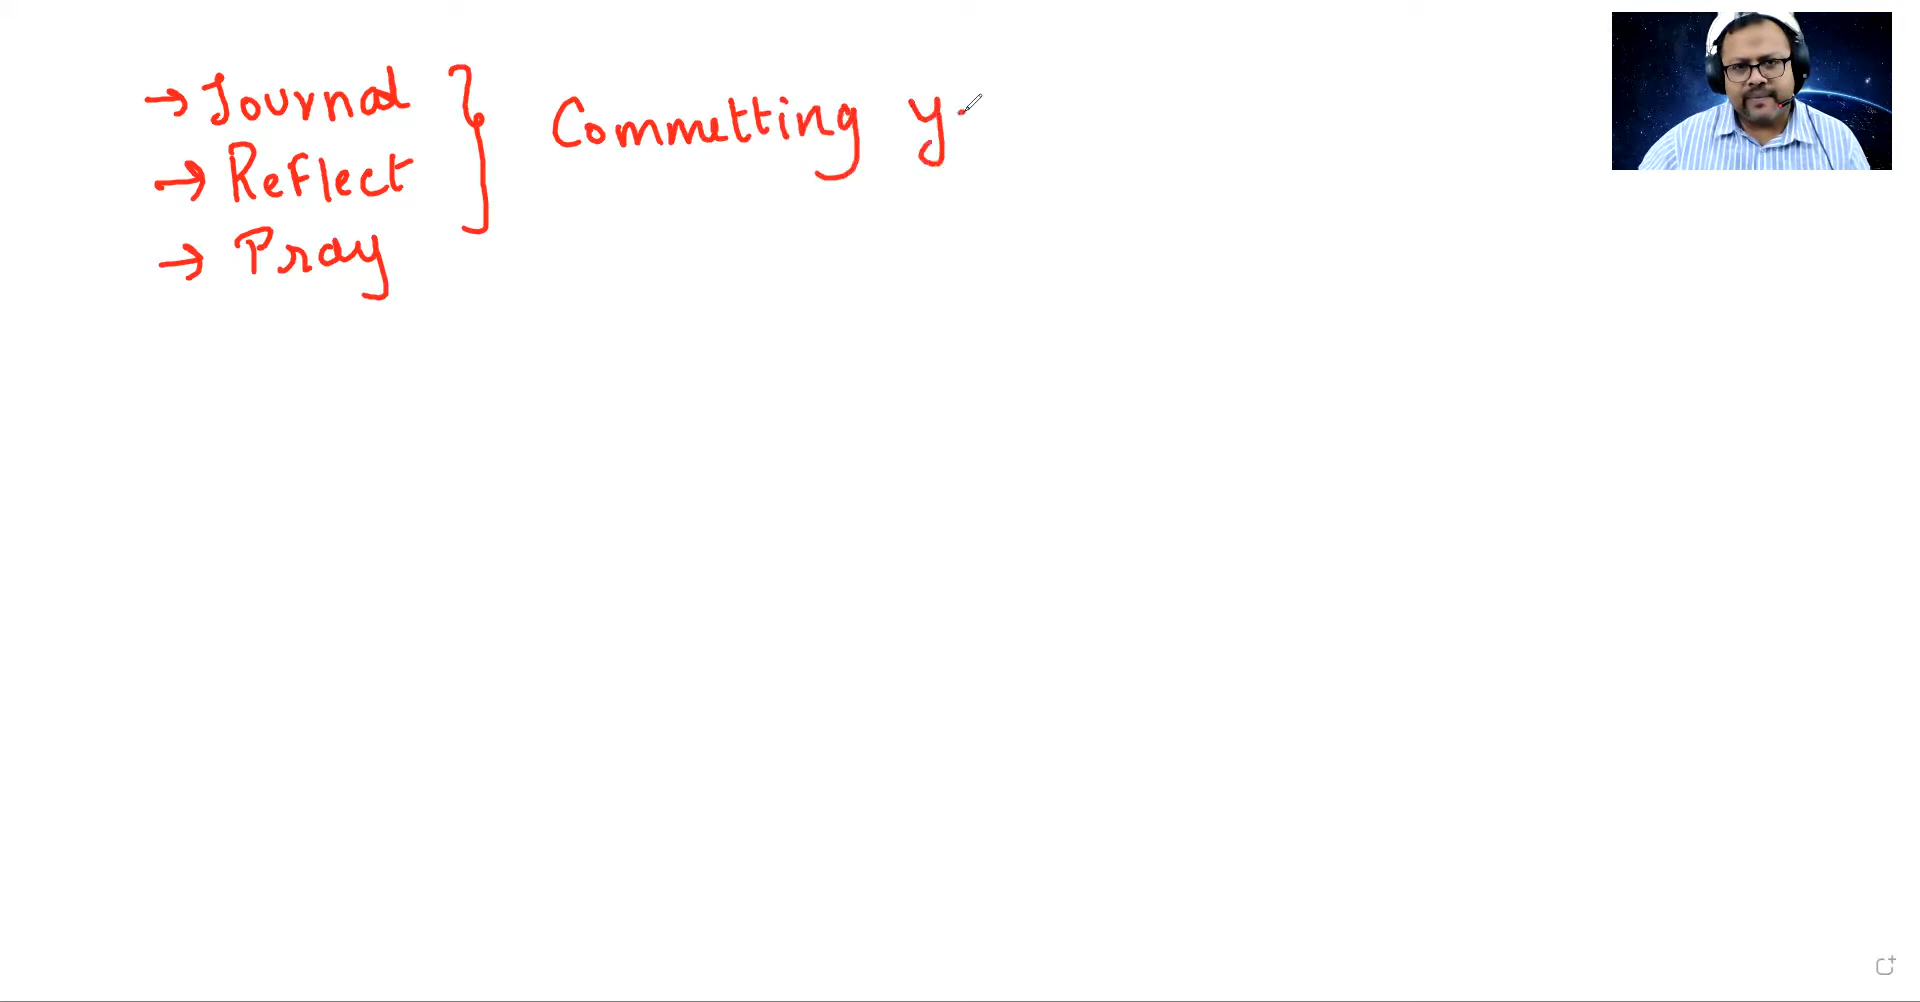 → Journal
→ Reflect
→ Pray
Commetting y